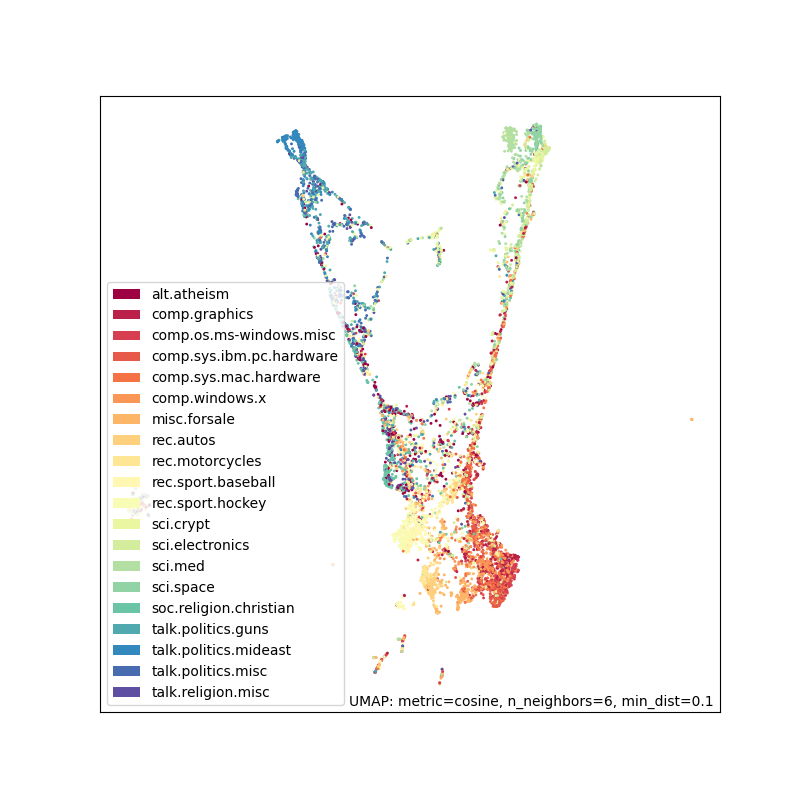 alt.atheism
comp.graphics
comp.os.ms-windows.misc
comp.sys.ibm.pc.hardware
comp.sys.mac.hardware
comp.windows.x
misc.forsale
rec.autos
rec.motorcycles
rec.sport.baseball
rec.sport.hockey
sci.crypt
sci.electronics
sci.med
sci.space
soc.religion.christian
talk.politics.guns
talk.politics.mideast
talk.politics.misc
talk.religion.misc
UMAP: metric=cosine, n_neighbors=6, min_dist=0.1